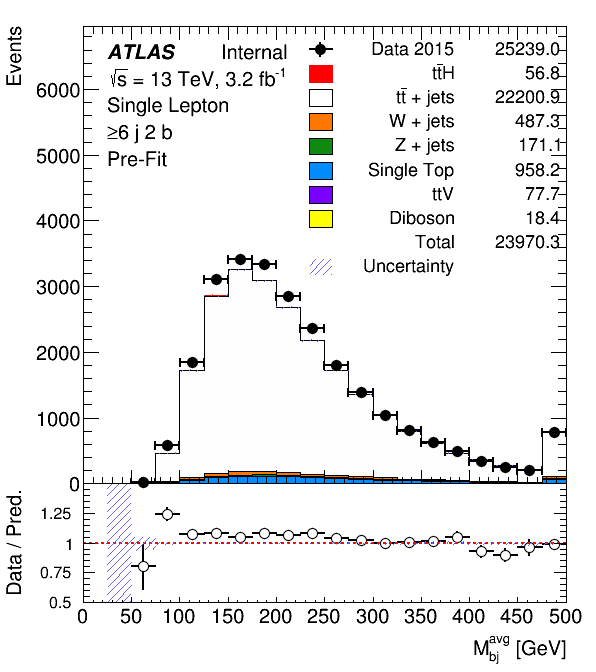 Events
ATLAS Internal
√s = 13 TeV, 3.2 fb⁻¹
Single Lepton
≥6 j 2 b
Pre-Fit
Data 2015 25239.0
tt̄H 56.8
tt̄ + jets 22200.9
W + jets 487.3
Z + jets 171.1
Single Top 958.2
ttV 77.7
Diboson 18.4
Total 23970.3
Uncertainty
6000
5000
4000
3000
2000
1000
0
Data / Pred.
1.25
1
0.75
0.5
0 50 100 150 200 250 300 350 400 450 500
M_bj^avg [GeV]